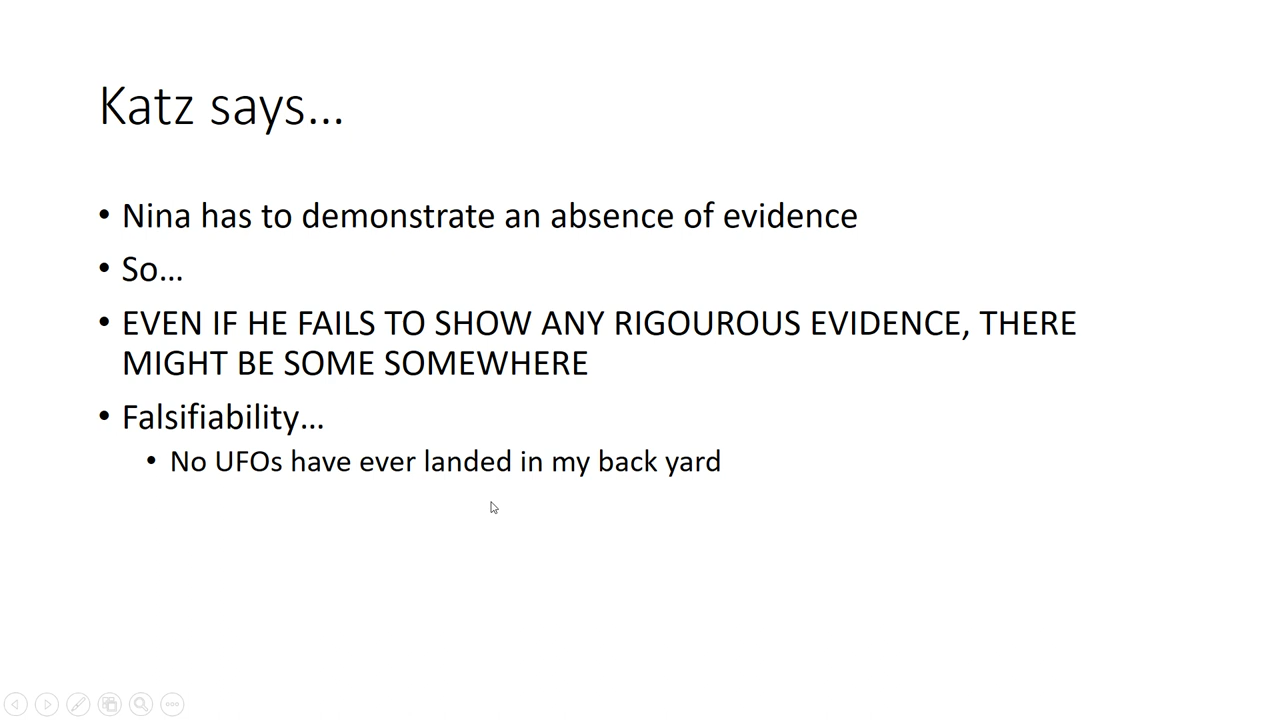 Katz says…
• Nina has to demonstrate an absence of evidence
• So…
• EVEN IF HE FAILS TO SHOW ANY RIGOUROUS EVIDENCE, THERE
MIGHT BE SOME SOMEWHERE
• Falsifiability…
• No UFOs have ever landed in my back yard